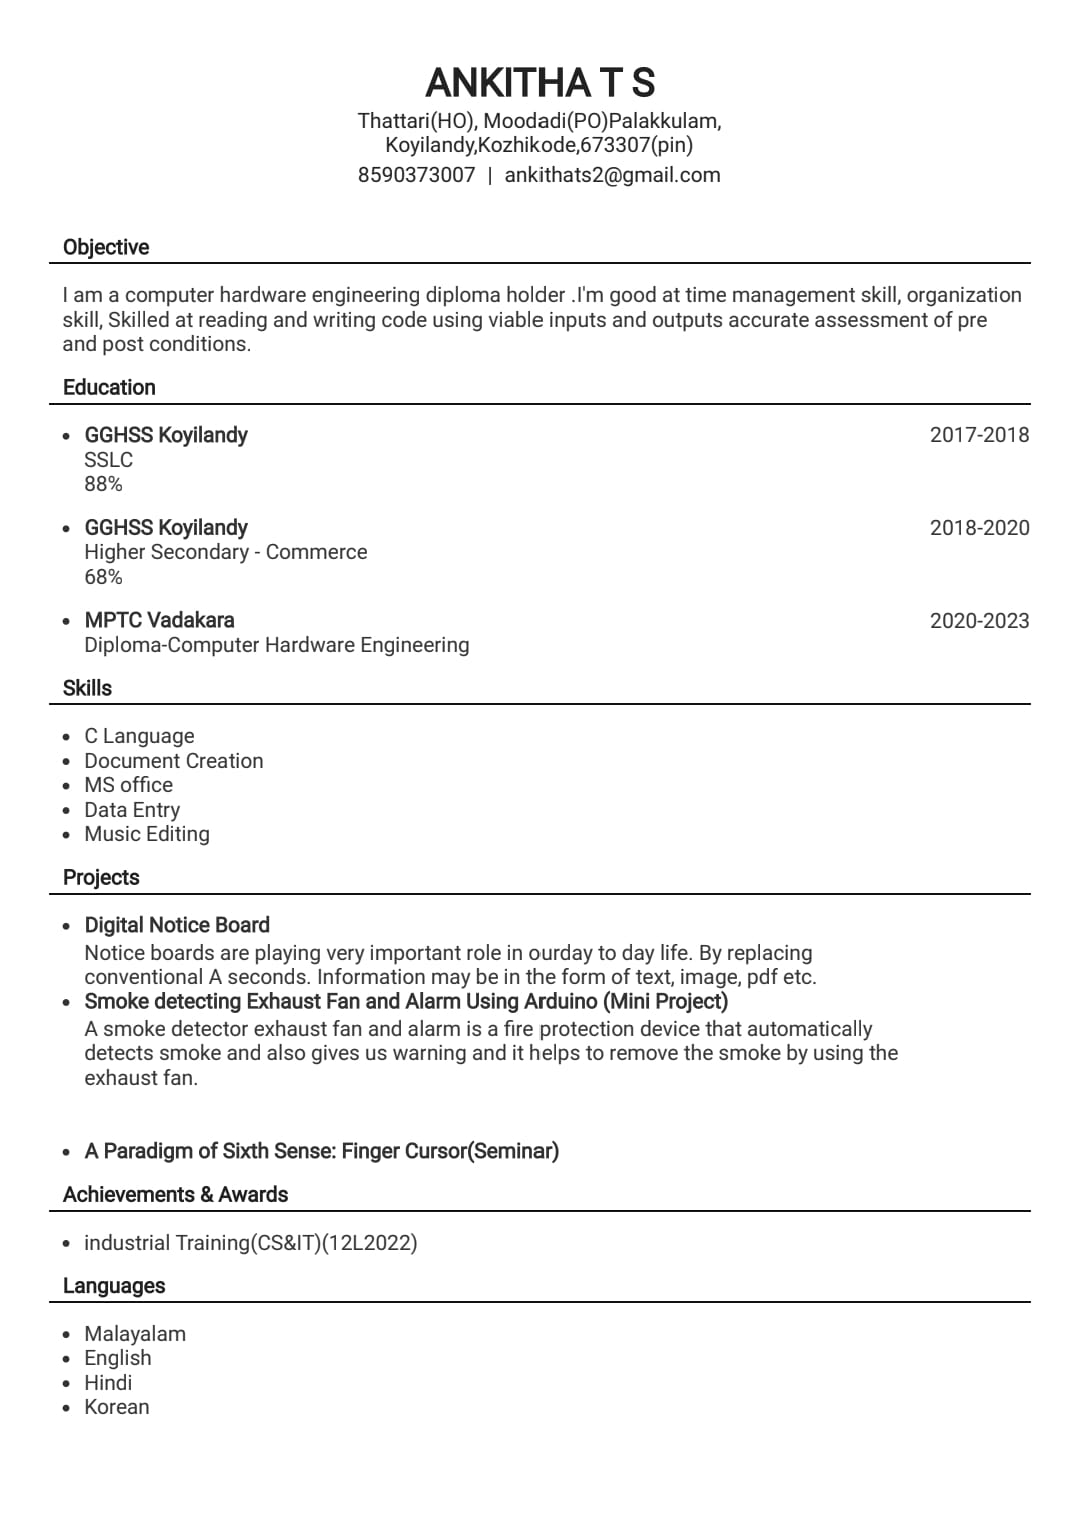 ANKITHA T S
Thattari(HO), Moodadi(PO)Palakkulam,
Koyilandy,Kozhikode,673307(pin)
8590373007 | ankithats2@gmail.com
Objective
I am a computer hardware engineering diploma holder .I'm good at time management skill, organization
skill, Skilled at reading and writing code using viable inputs and outputs accurate assessment of pre
and post conditions.
Education
• GGHSS Koyilandy 2017-2018
SSLC
88%
• GGHSS Koyilandy 2018-2020
Higher Secondary - Commerce
68%
• MPTC Vadakara 2020-2023
Diploma-Computer Hardware Engineering
Skills
• C Language
• Document Creation
• MS office
• Data Entry
• Music Editing
Projects
• Digital Notice Board
Notice boards are playing very important role in ourday to day life. By replacing
conventional A seconds. Information may be in the form of text, image, pdf etc.
• Smoke detecting Exhaust Fan and Alarm Using Arduino (Mini Project)
A smoke detector exhaust fan and alarm is a fire protection device that automatically
detects smoke and also gives us warning and it helps to remove the smoke by using the
exhaust fan.
• A Paradigm of Sixth Sense: Finger Cursor(Seminar)
Achievements & Awards
• industrial Training(CS&IT)(12L2022)
Languages
• Malayalam
• English
• Hindi
• Korean